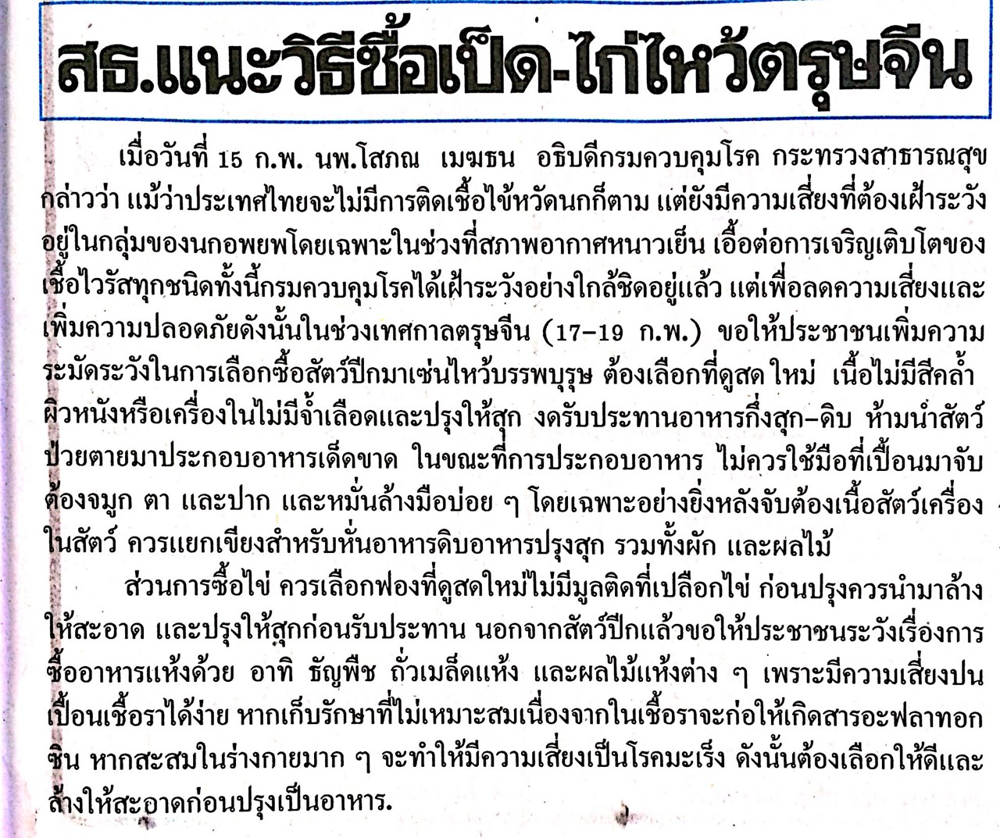 สธ.แนะวิธีซื้อเป็ด-ไก่ไหว้ตรุษจีน
เมื่อวันที่ 15 ก.พ. นพ.โสภณ เมฆธน อธิบดีกรมควบคุมโรค กระทรวงสาธารณสุข
กล่าวว่า แม้ว่าประเทศไทยจะไม่มีการติดเชื้อไข้หวัดนกก็ตาม แต่ยังมีความเสี่ยงที่ต้องเฝ้าระวัง
อยู่ในกลุ่มของนกอพยพโดยเฉพาะในช่วงที่สภาพอากาศหนาวเย็น เอื้อต่อการเจริญเติบโตของ
เชื้อไวรัสทุกชนิดทั้งนี้กรมควบคุมโรคได้เฝ้าระวังอย่างใกล้ชิดอยู่แล้ว แต่เพื่อลดความเสี่ยงและ
เพิ่มความปลอดภัยดังนั้นในช่วงเทศกาลตรุษจีน (17-19 ก.พ.) ขอให้ประชาชนเพิ่มความ
ระมัดระวังในการเลือกซื้อสัตว์ปีกมาเซ่นไหว้บรรพบุรุษ ต้องเลือกที่ดูสด ใหม่ เนื้อไม่มีสีคล้ำ
ผิวหนังหรือเครื่องในไม่มีจ้ำเลือดและปรุงให้สุก งดรับประทานอาหารกึ่งสุก-ดิบ ห้ามนำสัตว์
ป่วยตายมาประกอบอาหารเด็ดขาด ในขณะที่การประกอบอาหาร ไม่ควรใช้มือที่เปื้อนมาจับ
ต้องจมูก ตา และปาก และหมั่นล้างมือบ่อย ๆ โดยเฉพาะอย่างยิ่งหลังจับต้องเนื้อสัตว์เครื่อง
ในสัตว์ ควรแยกเขียงสำหรับหั่นอาหารดิบอาหารปรุงสุก รวมทั้งผัก และผลไม้
ส่วนการซื้อไข่ ควรเลือกฟองที่ดูสดใหม่ไม่มีมูลติดที่เปลือกไข่ ก่อนปรุงควรนำมาล้าง
ให้สะอาด และปรุงให้สุกก่อนรับประทาน นอกจากสัตว์ปีกแล้วขอให้ประชาชนระวังเรื่องการ
ซื้ออาหารแห้งด้วย อาทิ ธัญพืช ถั่วเมล็ดแห้ง และผลไม้แห้งต่าง ๆ เพราะมีความเสี่ยงปน
เปื้อนเชื้อราได้ง่าย หากเก็บรักษาที่ไม่เหมาะสมเนื่องจากในเชื้อราจะก่อให้เกิดสารอะฟลาทอก
ซิน หากสะสมในร่างกายมาก ๆ จะทำให้มีความเสี่ยงเป็นโรคมะเร็ง ดังนั้นต้องเลือกให้ดีและ
ล้างให้สะอาดก่อนปรุงเป็นอาหาร.